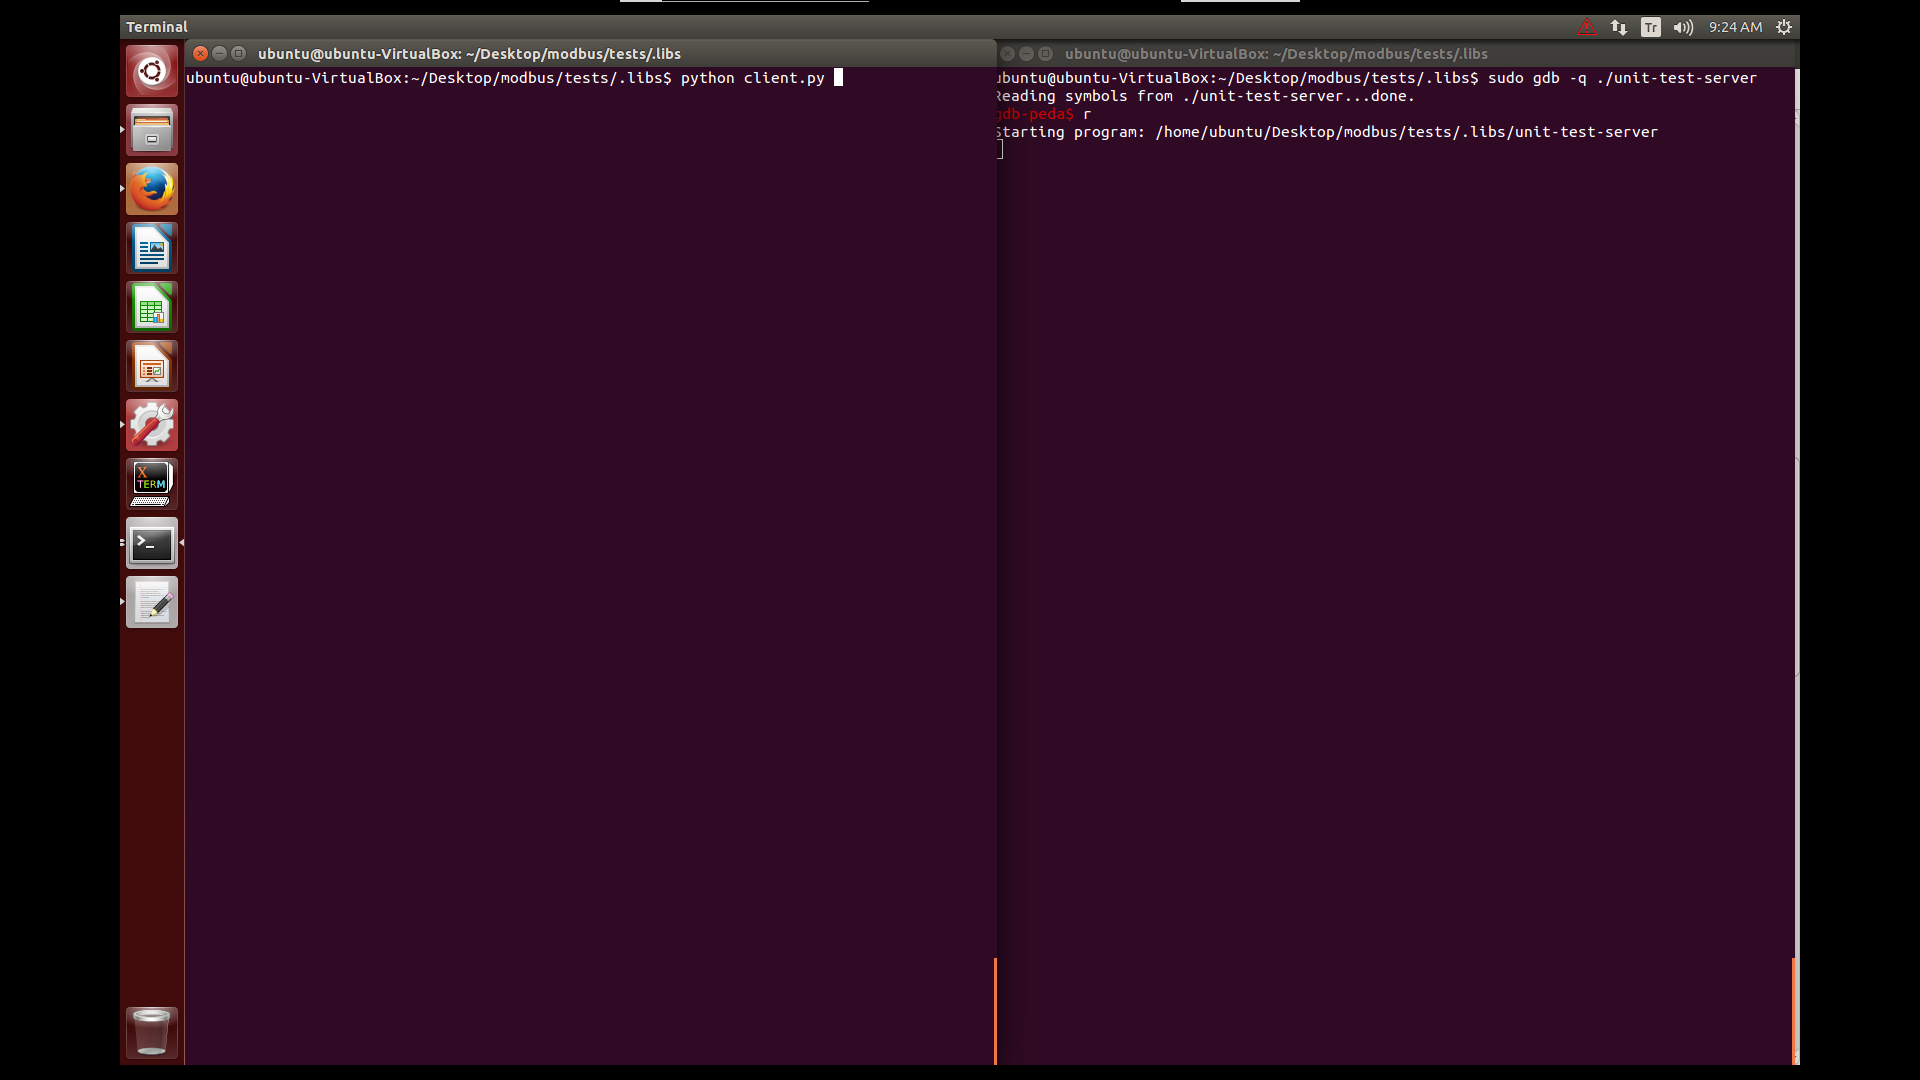 Terminal
Tr
9:24 AM
ubuntu@ubuntu-VirtualBox: ~/Desktop/modbus/tests/.libs
ubuntu@ubuntu-VirtualBox:~/Desktop/modbus/tests/.libs$ python client.py
ubuntu@ubuntu-VirtualBox: ~/Desktop/modbus/tests/.libs
ubuntu@ubuntu-VirtualBox:~/Desktop/modbus/tests/.libs$ sudo gdb -q ./unit-test-server
Reading symbols from ./unit-test-server...done.
gdb-peda$ r
Starting program: /home/ubuntu/Desktop/modbus/tests/.libs/unit-test-server
X
TERM
>_